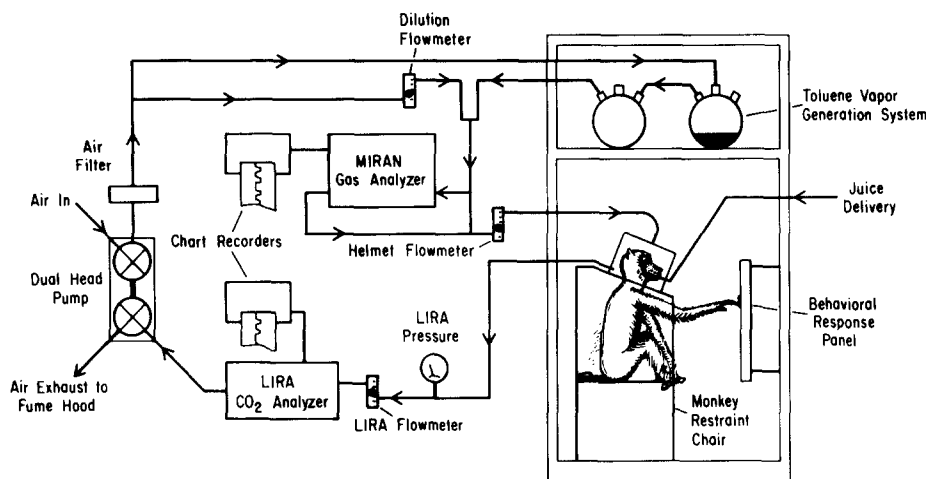 Dilution
Flowmeter
Toluene Vapor
Generation System
Air
Filter
MIRAN
Gas Analyzer
Air In
Juice
Delivery
Chart Recorders
Helmet Flowmeter
Dual Head
Pump
LIRA
Pressure
Behavioral
Response
Panel
Air Exhaust to
Fume Hood
LIRA
CO2 Analyzer
LIRA Flowmeter
Monkey
Restraint
Chair